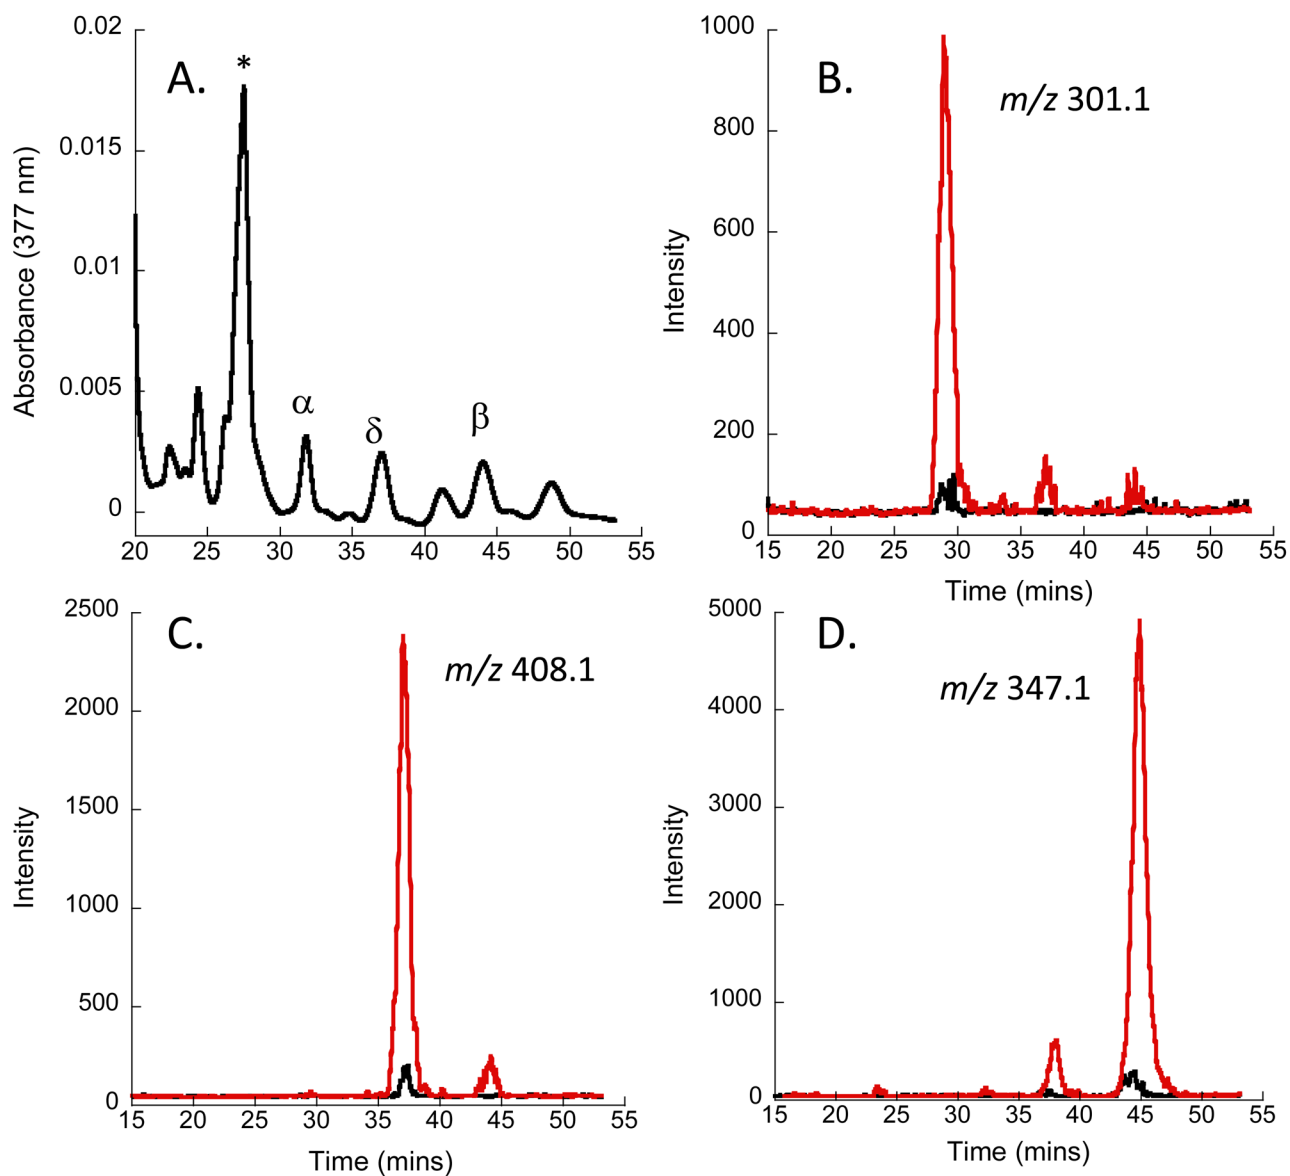 A.
*
α
δ
β
Absorbance (377 nm)
0.02
0.015
0.01
0.005
0
20 25 30 35 40 45 50 55
B.
m/z 301.1
Intensity
1000
800
600
400
200
0
15 20 25 30 35 40 45 50 55
Time (mins)
C.
m/z 408.1
Intensity
2500
2000
1500
1000
500
0
15 20 25 30 35 40 45 50 55
Time (mins)
D.
m/z 347.1
Intensity
5000
4000
3000
2000
1000
0
15 20 25 30 35 40 45 50 55
Time (mins)